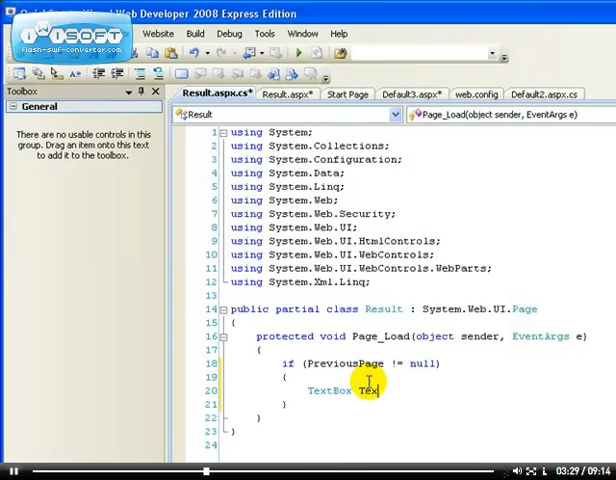 Visual Web Developer 2008 Express Edition
iWiSOFT
flash-swf-converter.com
Website Build Debug Tools Window Help
Toolbox
General
There are no usable controls in this
group. Drag an item onto this text
to add it to the toolbox.
Result.aspx.cs* Result.aspx* Start Page Default3.aspx* web.config Default2.aspx.cs
Result Page_Load(object sender, EventArgs e)
1 using System;
2 using System.Collections;
3 using System.Configuration;
4 using System.Data;
5 using System.Linq;
6 using System.Web;
7 using System.Web.Security;
8 using System.Web.UI;
9 using System.Web.UI.HtmlControls;
10 using System.Web.UI.WebControls;
11 using System.Web.UI.WebControls.WebParts;
12 using System.Xml.Linq;
13
14 public partial class Result : System.Web.UI.Page
15 {
16 protected void Page_Load(object sender, EventArgs e)
17 {
18 if (PreviousPage != null)
19 {
20 TextBox Tex
21 }
22 }
23 }
24
03:29 / 09:14